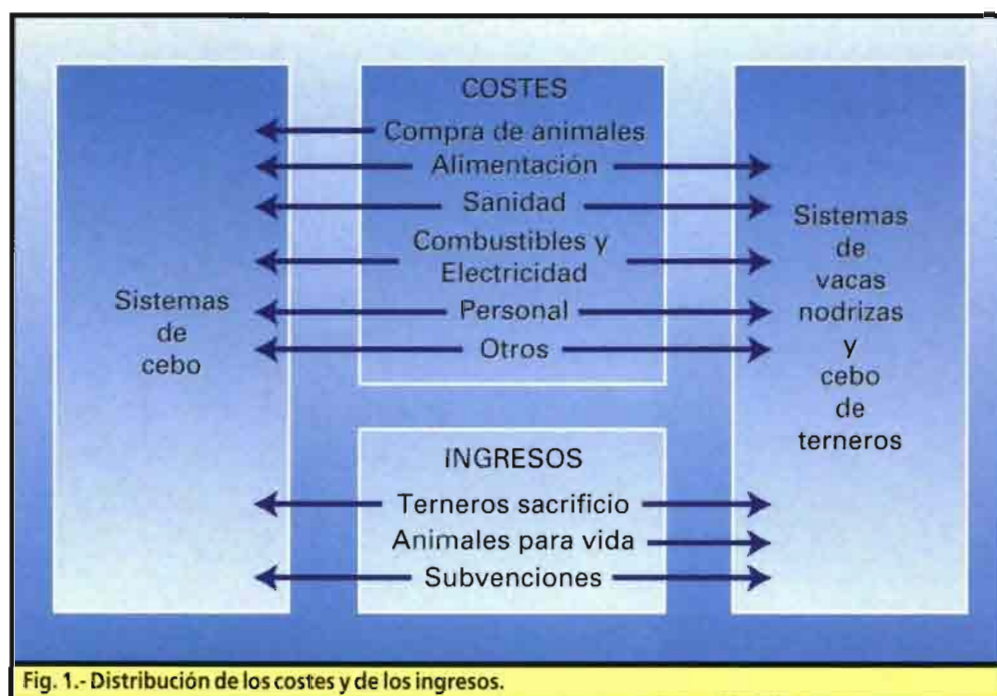 COSTES
Compra de animales
Alimentación
Sanidad
Combustibles y
Electricidad
Personal
Otros
Sistemas
de
cebo
Sistemas
de
vacas
nodrizas
y
cebo
de
terneros
INGRESOS
Terneros sacrificio
Animales para vida
Subvenciones
Fig. 1.- Distribución de los costes y de los ingresos.